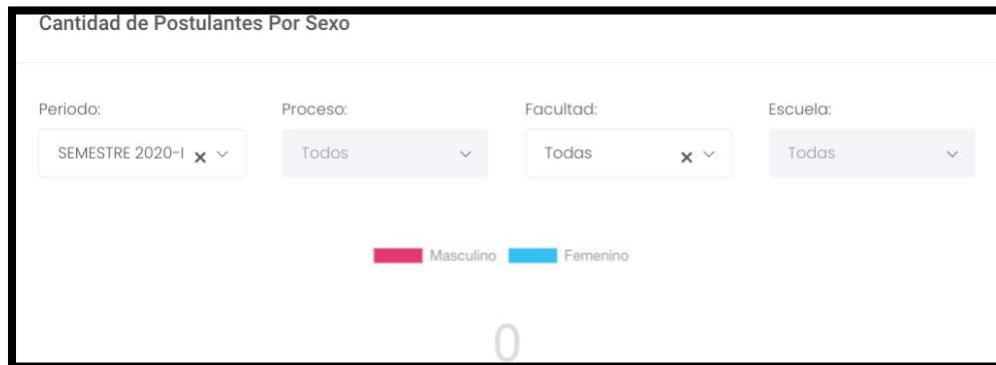 Cantidad de Postulantes Por Sexo
Periodo: Proceso: Facultad: Escuela:
SEMESTRE 2020-I × Todos Todas × Todas
Masculino Femenino
0